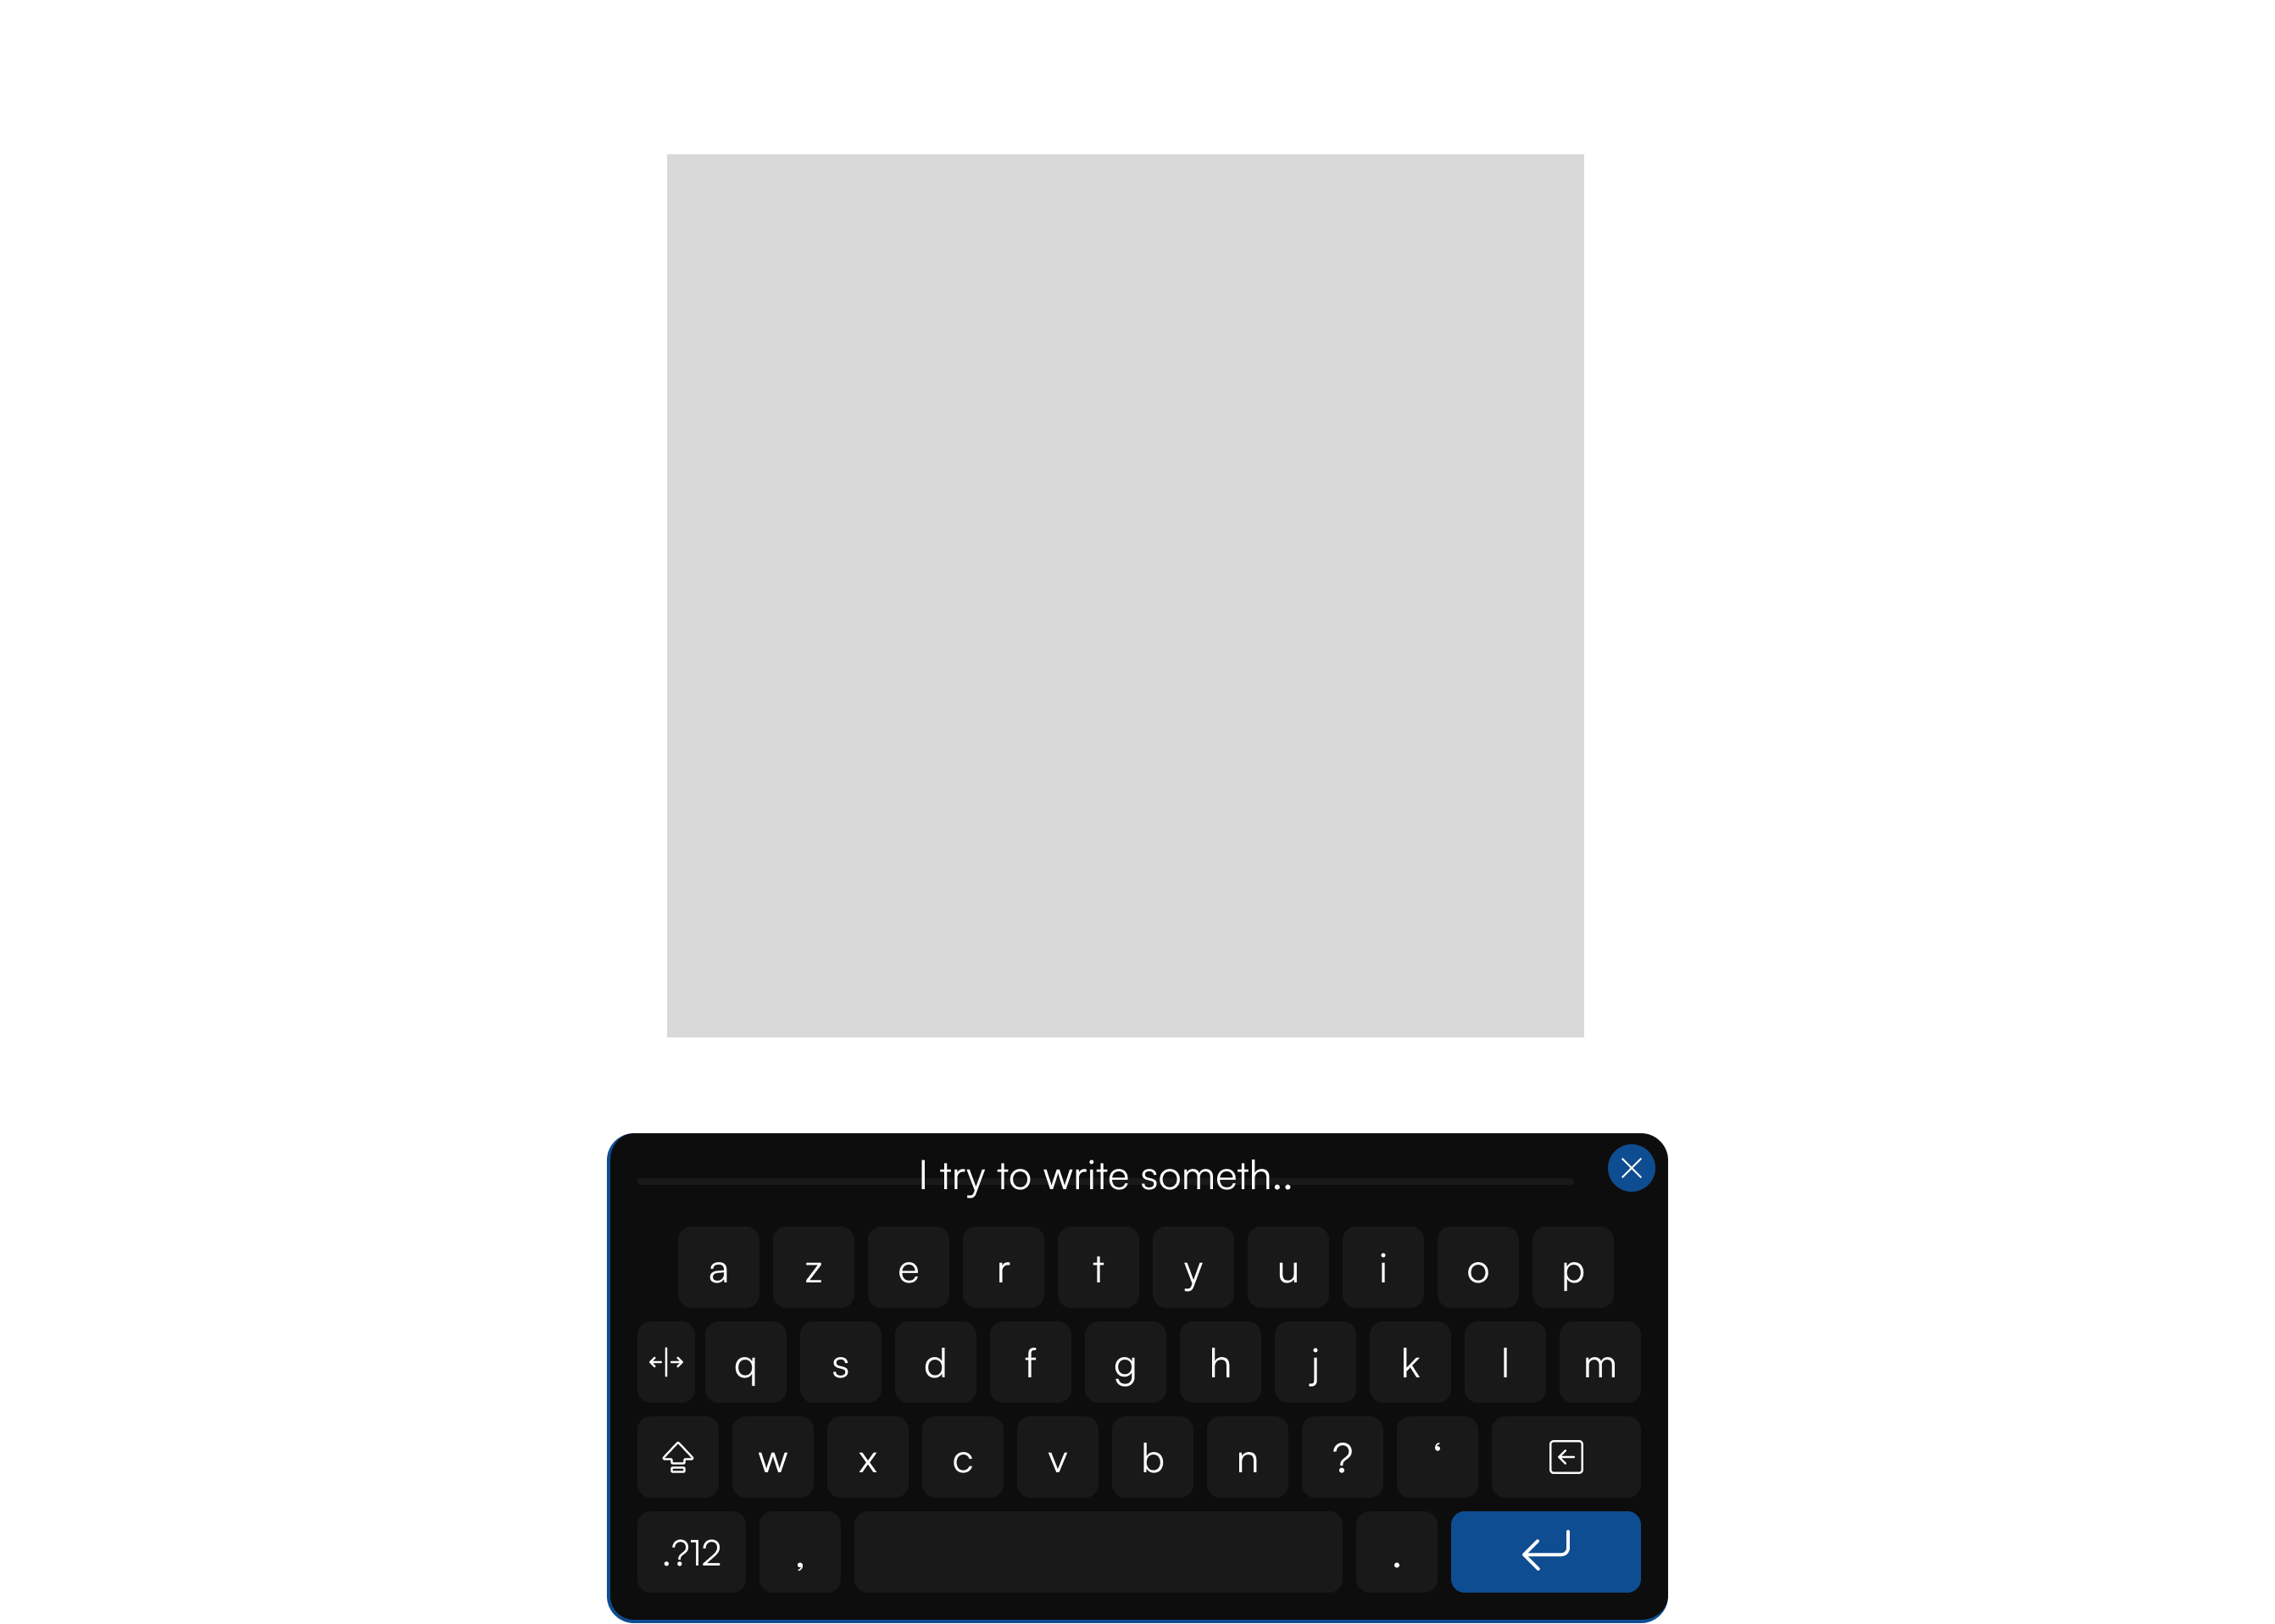 I try to write someth..
a z e r t y u i o p
q s d f g h j k l m
w x c v b n ? ‘
.?12 , .